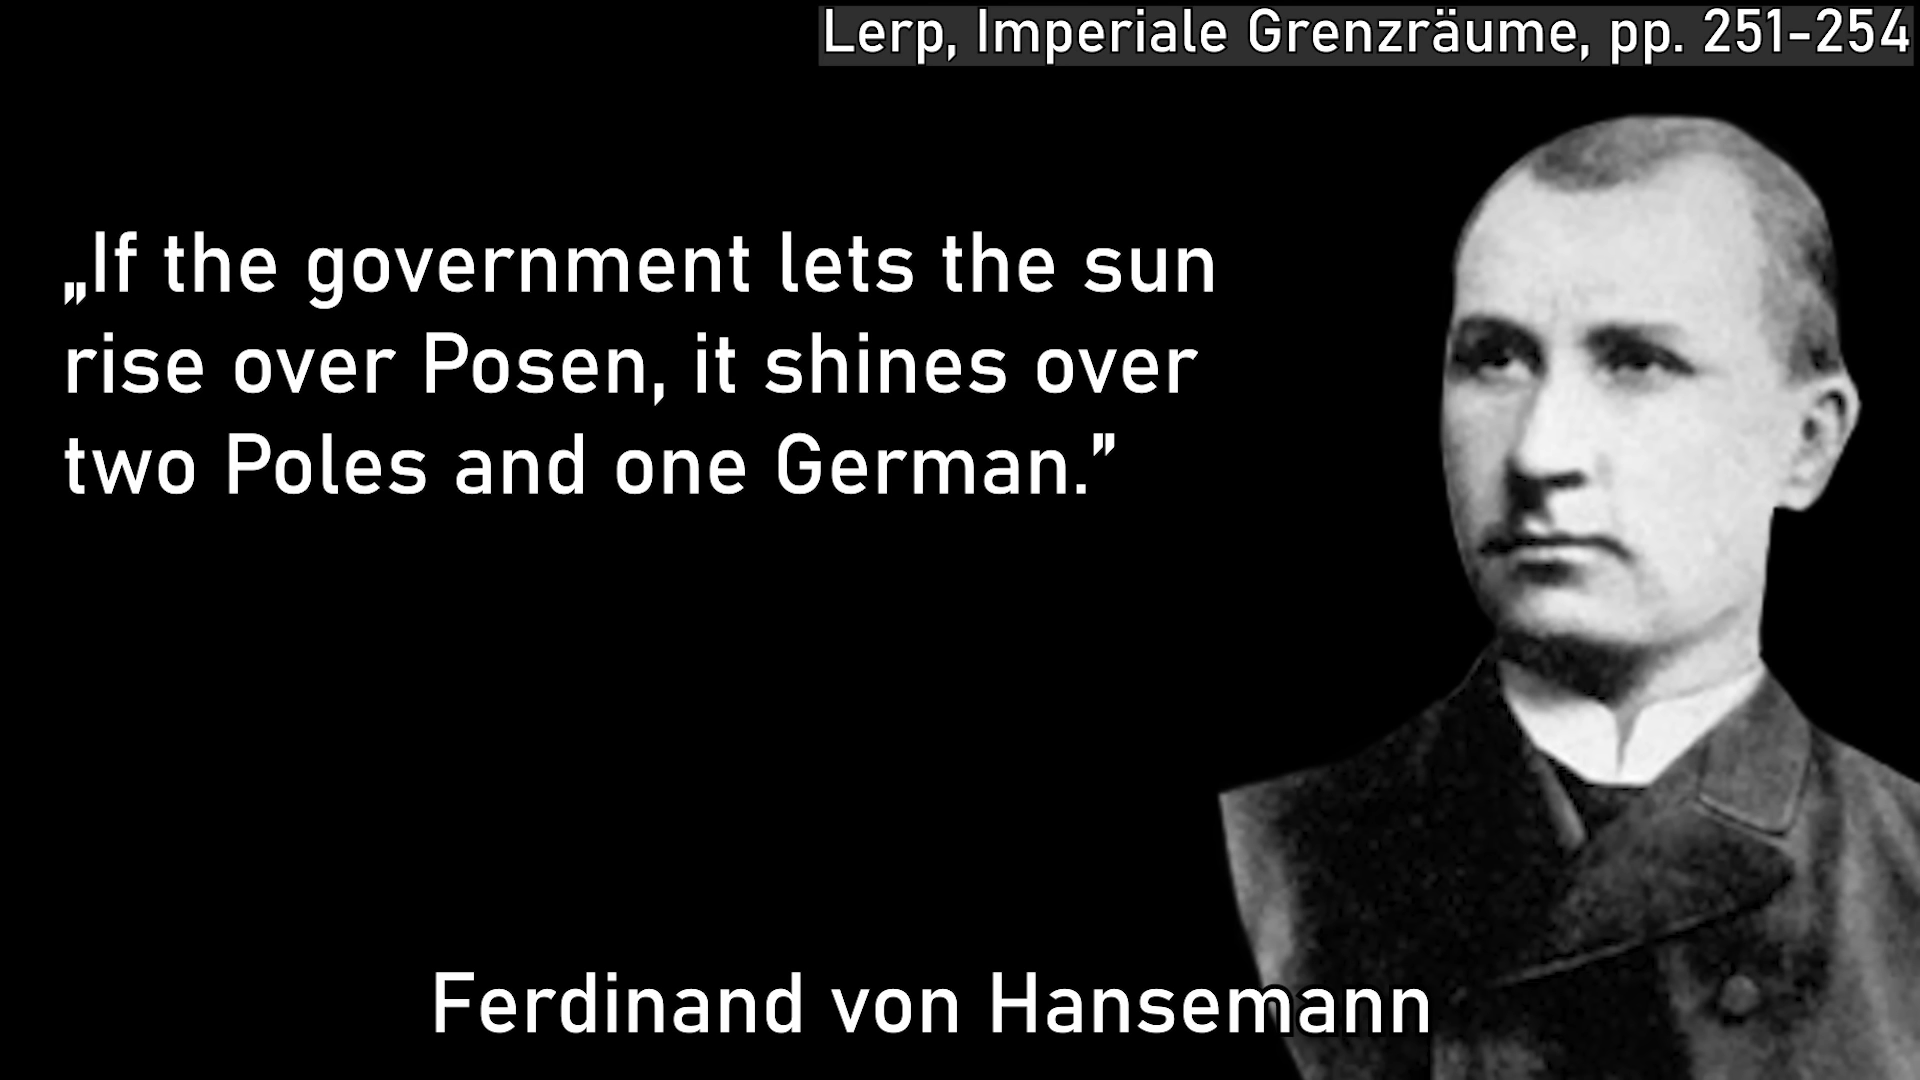 Lerp, Imperiale Grenzräume, pp. 251-254
„If the government lets the sun
rise over Posen, it shines over
two Poles and one German.”
Ferdinand von Hansemann